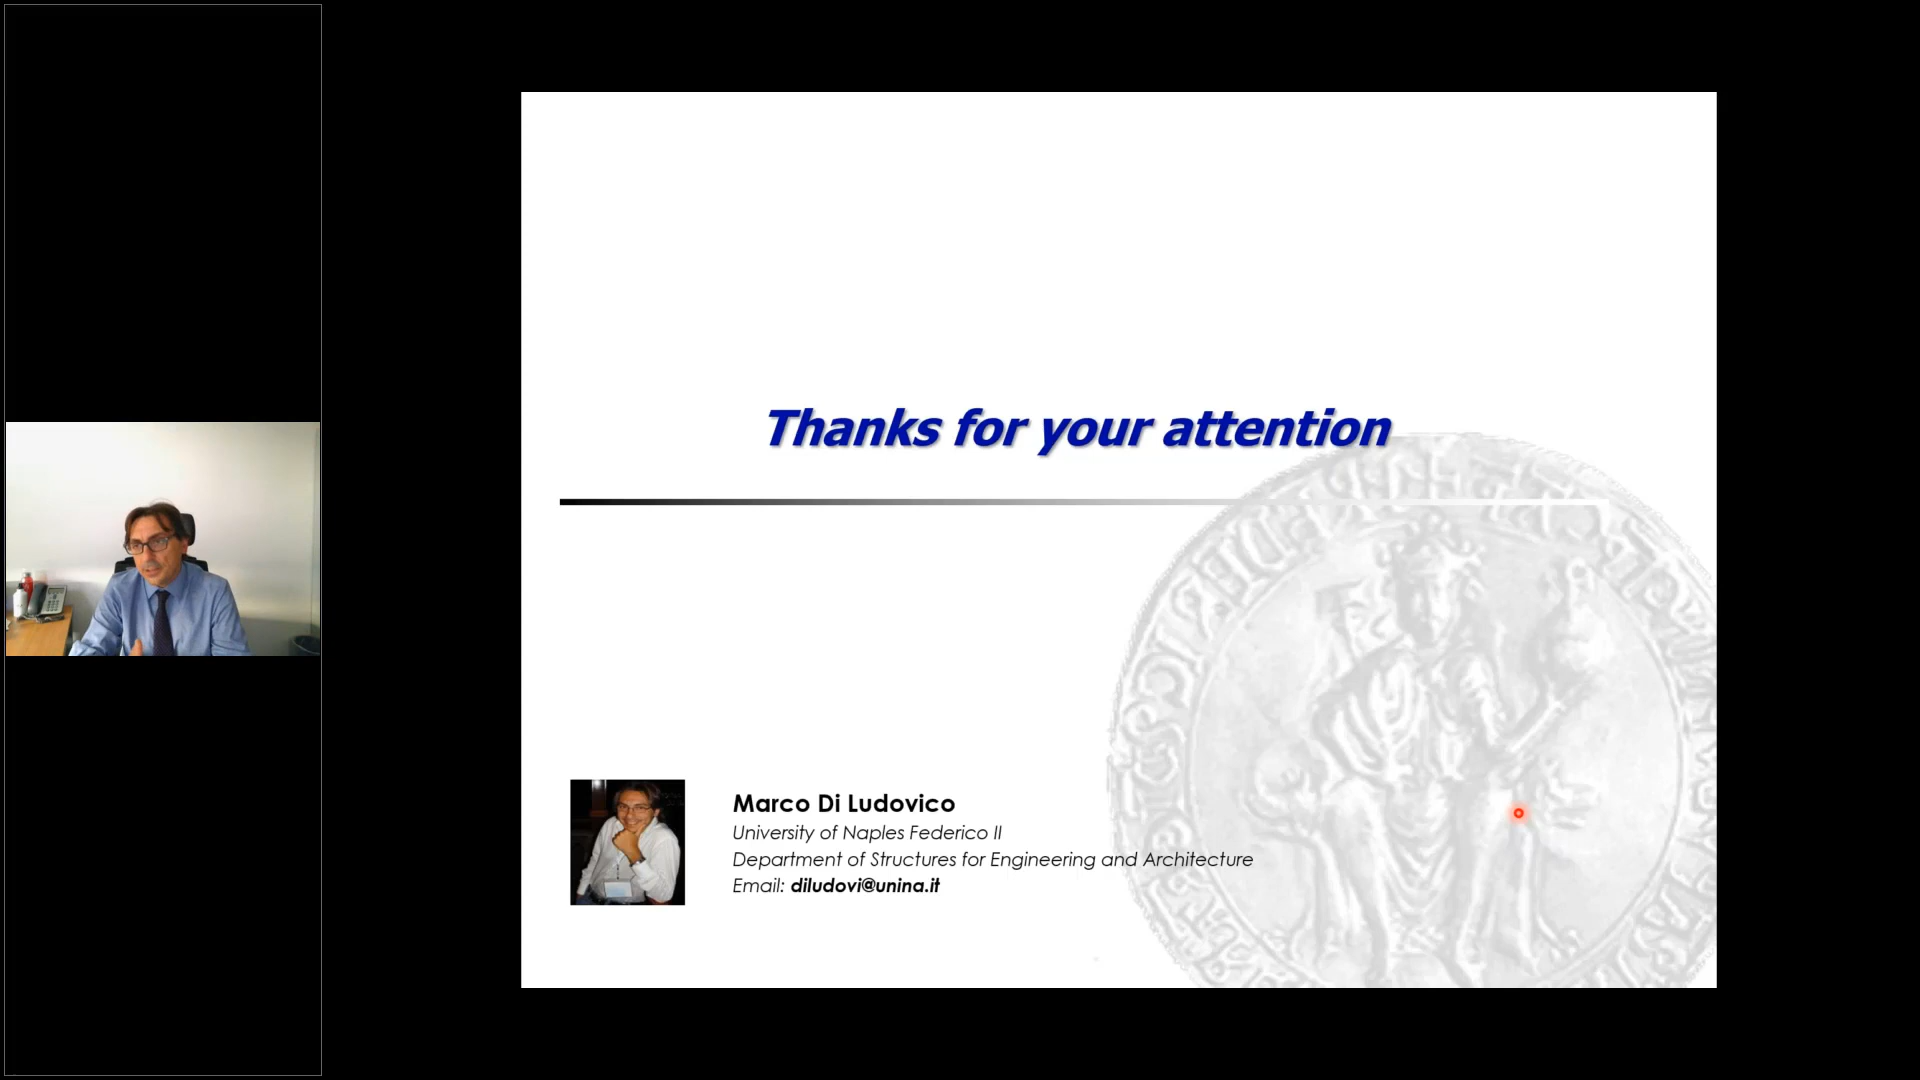 Thanks for your attention
Marco Di Ludovico
University of Naples Federico II
Department of Structures for Engineering and Architecture
Email: diludovi@unina.it